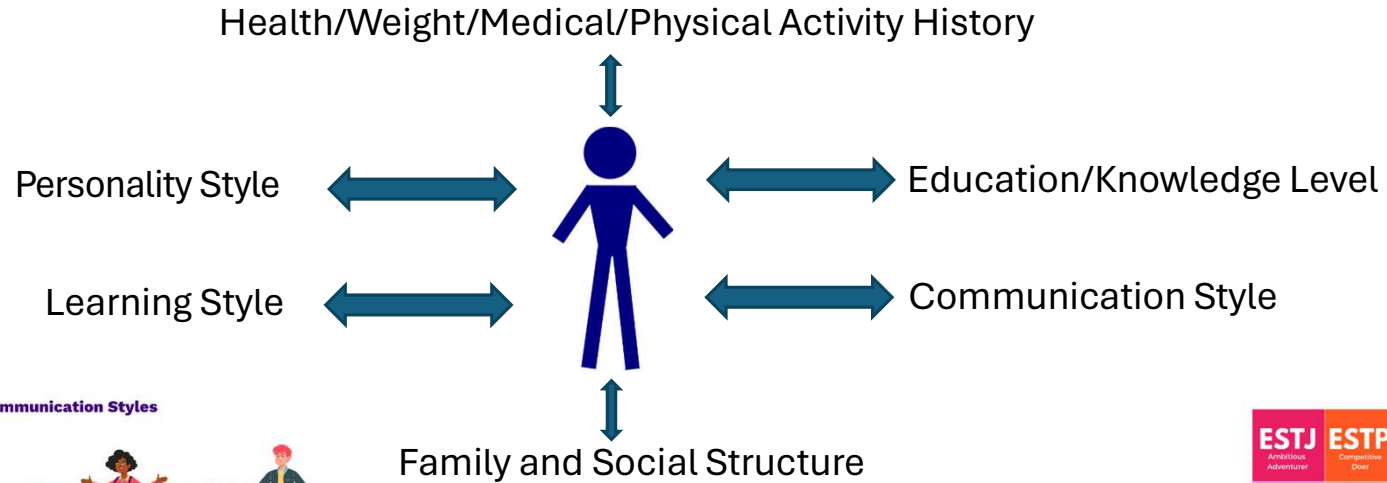 Health/Weight/Medical/Physical Activity History
Personality Style
Education/Knowledge Level
Learning Style
Communication Style
mmunication Styles
Family and Social Structure
ESTJ ESTP
Ambitious Competitive
Adventurer Doer